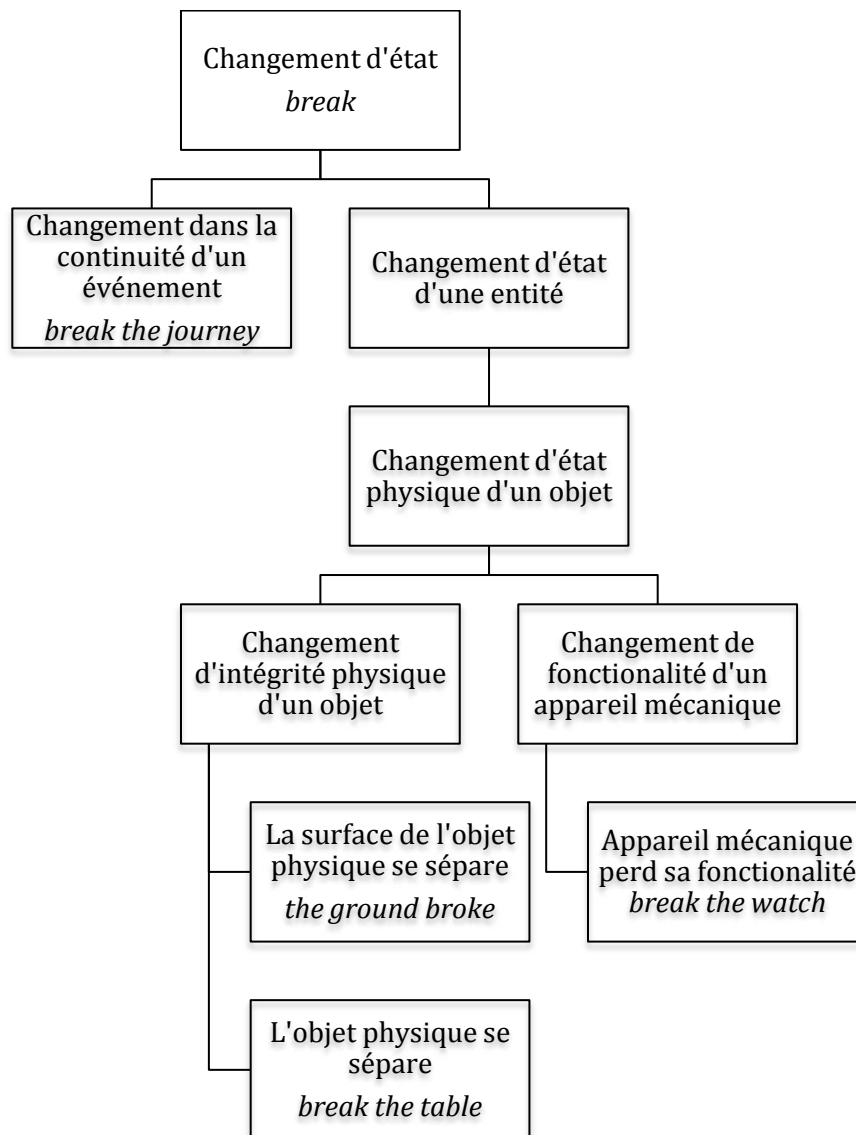 Changement d'état
break
Changement dans la
continuité d'un
événement
break the journey
Changement d'état
d'une entité
Changement d'état
physique d'un objet
Changement
d'intégrité physique
d'un objet
Changement de
fonctionalité d'un
appareil mécanique
La surface de l'objet
physique se sépare
the ground broke
Appareil mécanique
perd sa fonctionalité
break the watch
L'objet physique se
sépare
break the table